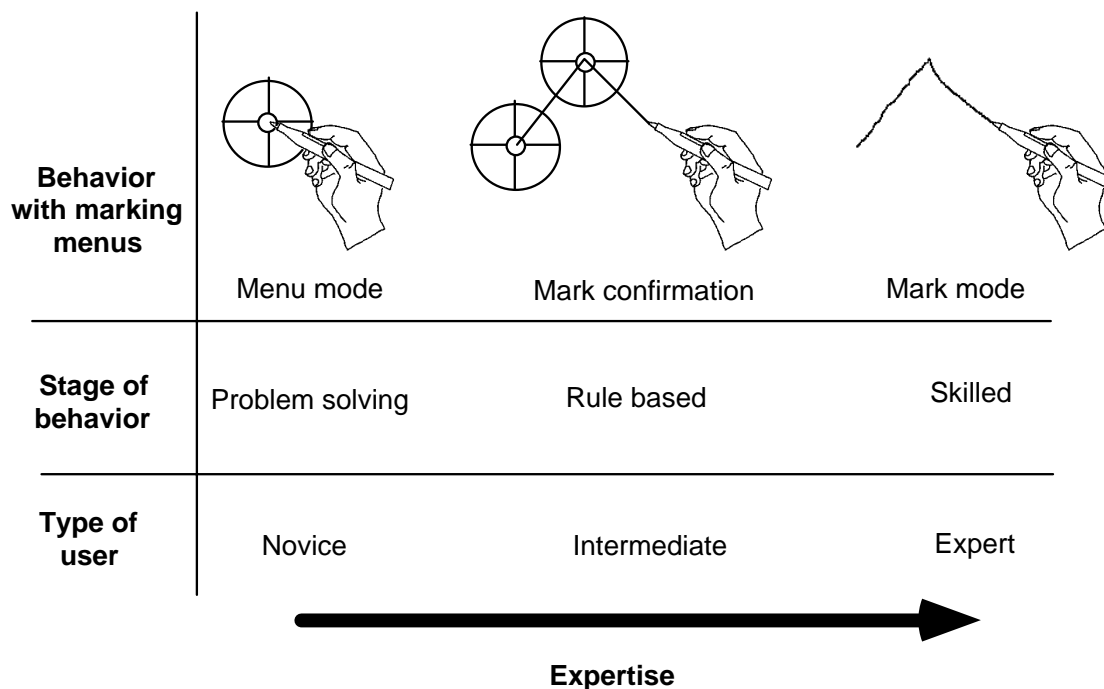 Behavior
with marking
menus
Menu mode
Mark confirmation
Mark mode
Stage of
behavior
Problem solving
Rule based
Skilled
Type of
user
Novice
Intermediate
Expert
Expertise